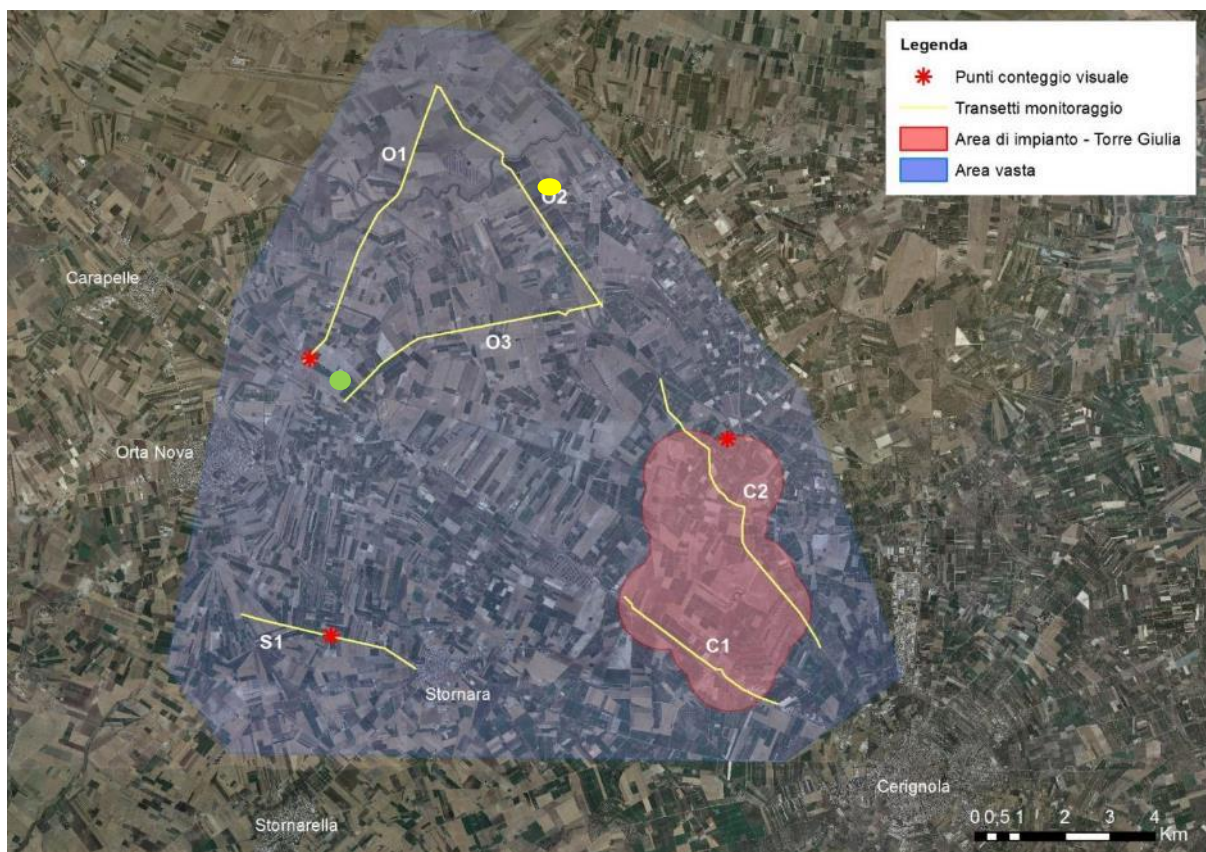 Legenda
Punti conteggio visuale
Transetti monitoraggio
Area di impianto - Torre Giulia
Area vasta
O1
O2
Carapelle
O3
Orta Nova
C2
S1
C1
Stornara
Cerignola
Stornarella
0 0,5 1 2 3 4
Km